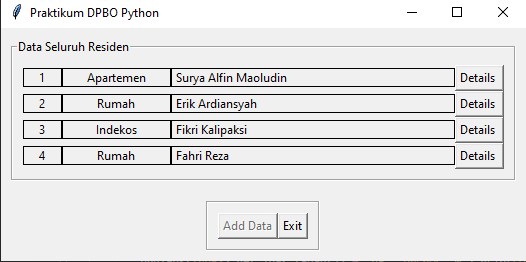 Praktikum DPBO Python
Data Seluruh Residen
1 Apartemen Surya Alfin Maoludin Details
2 Rumah Erik Ardiansyah Details
3 Indekos Fikri Kalipaksi Details
4 Rumah Fahri Reza Details
Add Data Exit